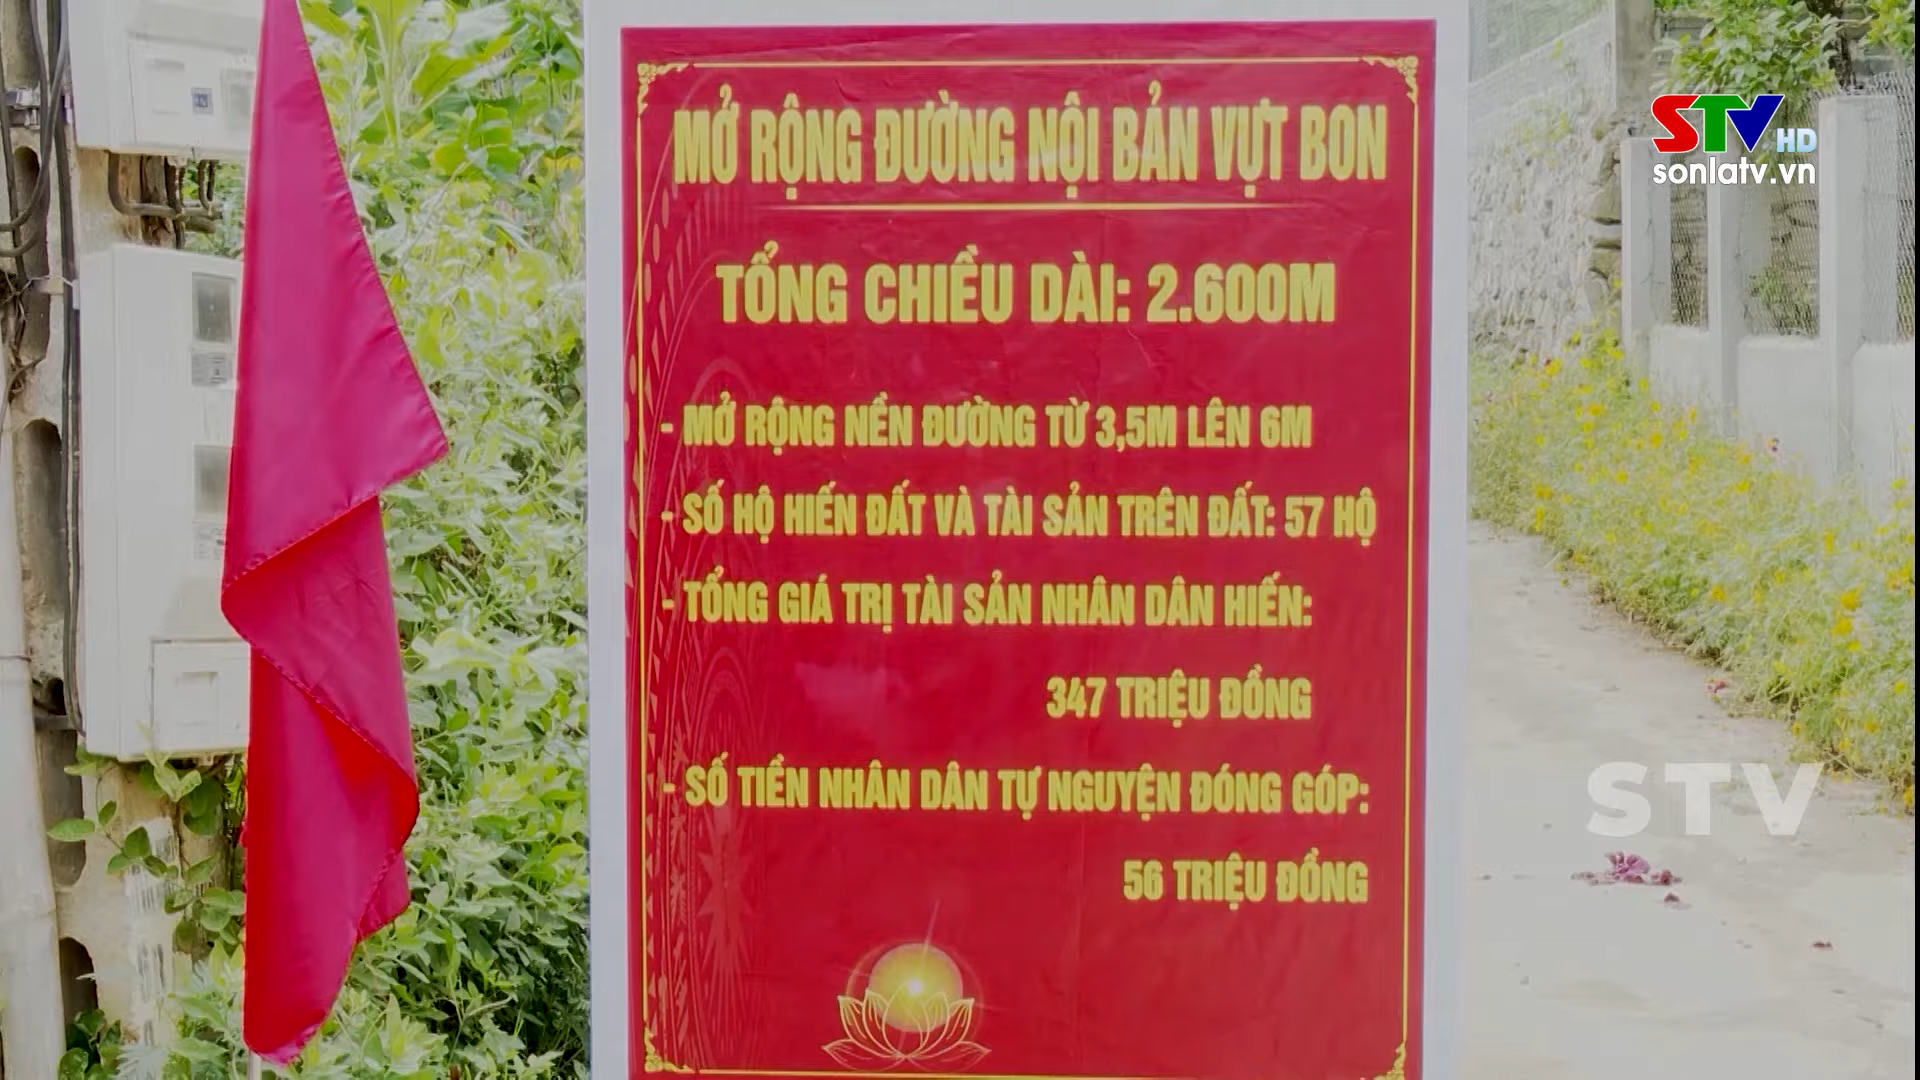 MỞ RỘNG ĐƯỜNG NỘI BẢN VỰT BON
TỔNG CHIỀU DÀI: 2.600M
- MỞ RỘNG NỀN ĐƯỜNG TỪ 3,5M LÊN 6M
- SỐ HỘ HIẾN ĐẤT VÀ TÀI SẢN TRÊN ĐẤT: 57 HỘ
- TỔNG GIÁ TRỊ TÀI SẢN NHÂN DÂN HIẾN:
347 TRIỆU ĐỒNG
- SỐ TIỀN NHÂN DÂN TỰ NGUYỆN ĐÓNG GÓP:
56 TRIỆU ĐỒNG
STV HD
sonlatv.vn
STV